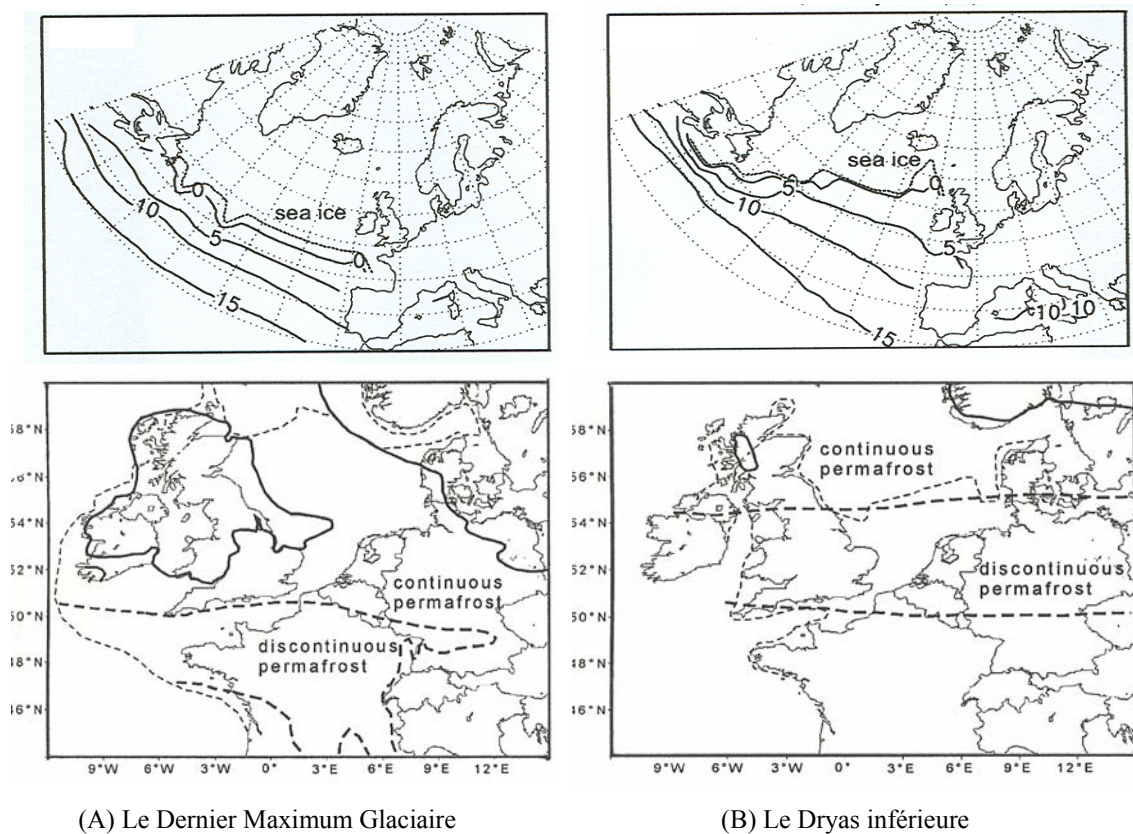 0
sea ice
10
5
0
15
sea ice
5
0
10
5
15
10 10
58°N
56°N
54°N
52°N
50°N
48°N
46°N
continuous
permafrost
discontinuous
permafrost
9°W 6°W 3°W 0° 3°E 6°E 9°E 12°E
58°N
56°N
54°N
52°N
50°N
48°N
46°N
continuous
permafrost
discontinuous
permafrost
9°W 6°W 3°W 0° 3°E 6°E 9°E 12°E
(A) Le Dernier Maximum Glaciaire
(B) Le Dryas inférieure